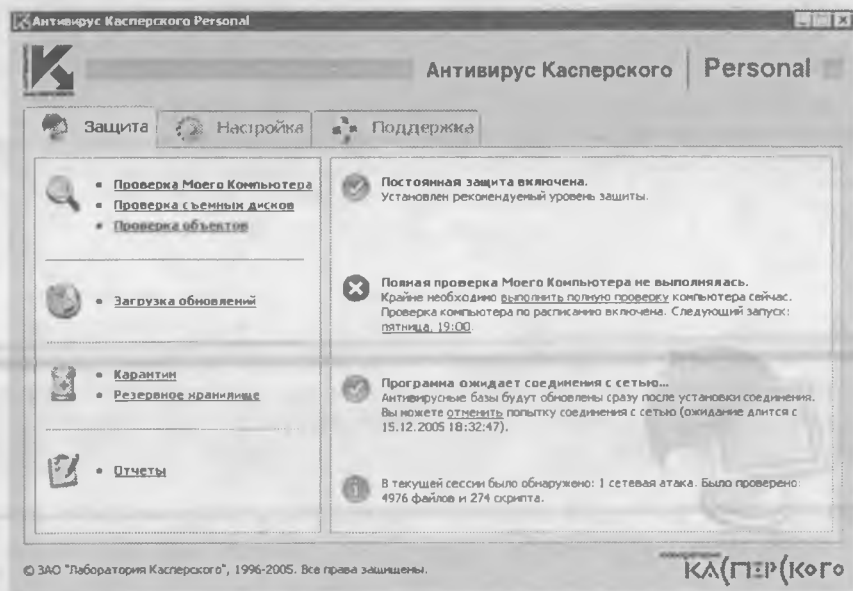 Антивирус Касперского Personal
Антивирус Касперского Personal
Защита Настройка Поддержка
Проверка Моего Компьютера
Проверка съемных дисков
Проверка объектов
Загрузка обновлений
Карантин
Резервное хранилище
Отчеты
Постоянная защита включена.
Установлен рекомендуемый уровень защиты.
Полная проверка Моего Компьютера не выполнялась.
Крайне необходимо выполнить полную проверку компьютера сейчас.
Проверка компьютера по расписанию включена. Следующий запуск:
пятница, 19:00.
Программа ожидает соединения с сетью...
Антивирусные базы будут обновлены сразу после установки соединения.
Вы можете отменить попытку соединения с сетью (ожидание длится с
15.12.2005 18:32:47).
В текущей сессии было обнаружено: 1 сетевая атака. Было проверено:
4976 файлов и 274 скрипта.
© ЗАО "Лаборатория Касперского", 1996-2005. Все права защищены.
КАСПЕРСКОГО